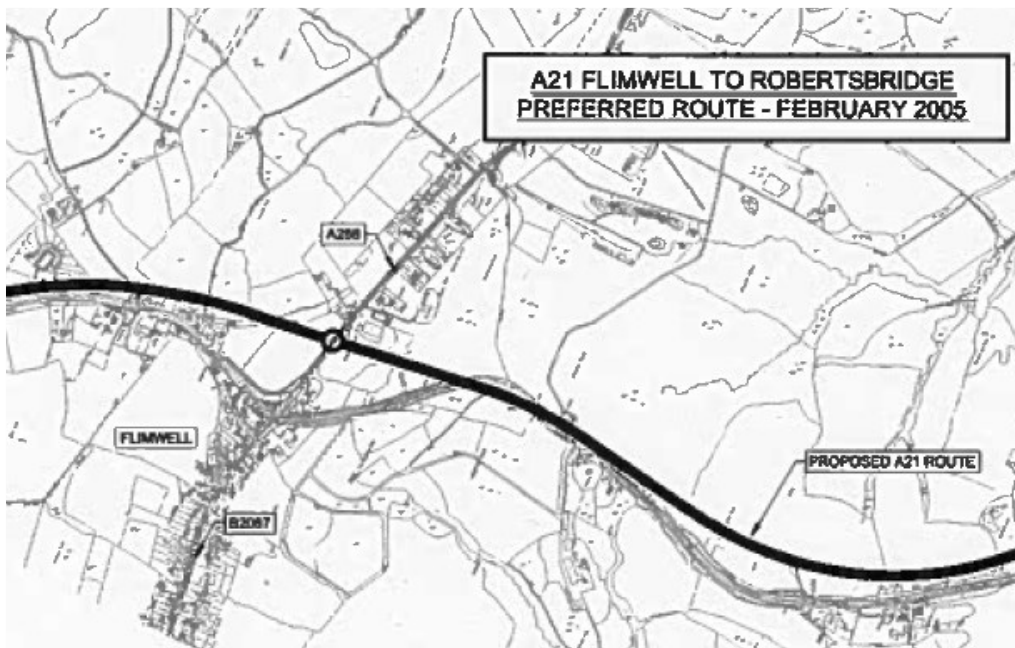 A21 FLIMWELL TO ROBERTSBRIDGE
PREFERRED ROUTE - FEBRUARY 2005
A268
FLIMWELL
PROPOSED A21 ROUTE
B2087